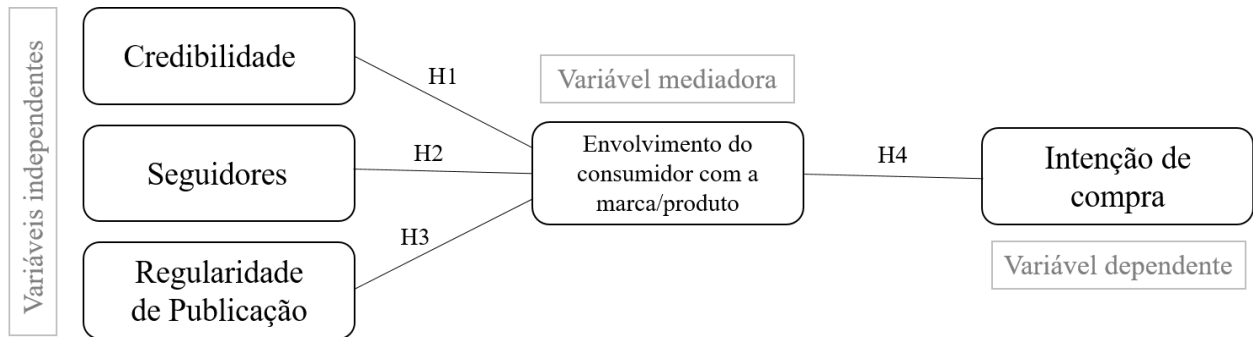 Variáveis independentes
Credibilidade
Seguidores
Regularidade
de Publicação
H1
H2
H3
Variável mediadora
Envolvimento do
consumidor com a
marca/produto
H4
Intenção de
compra
Variável dependente